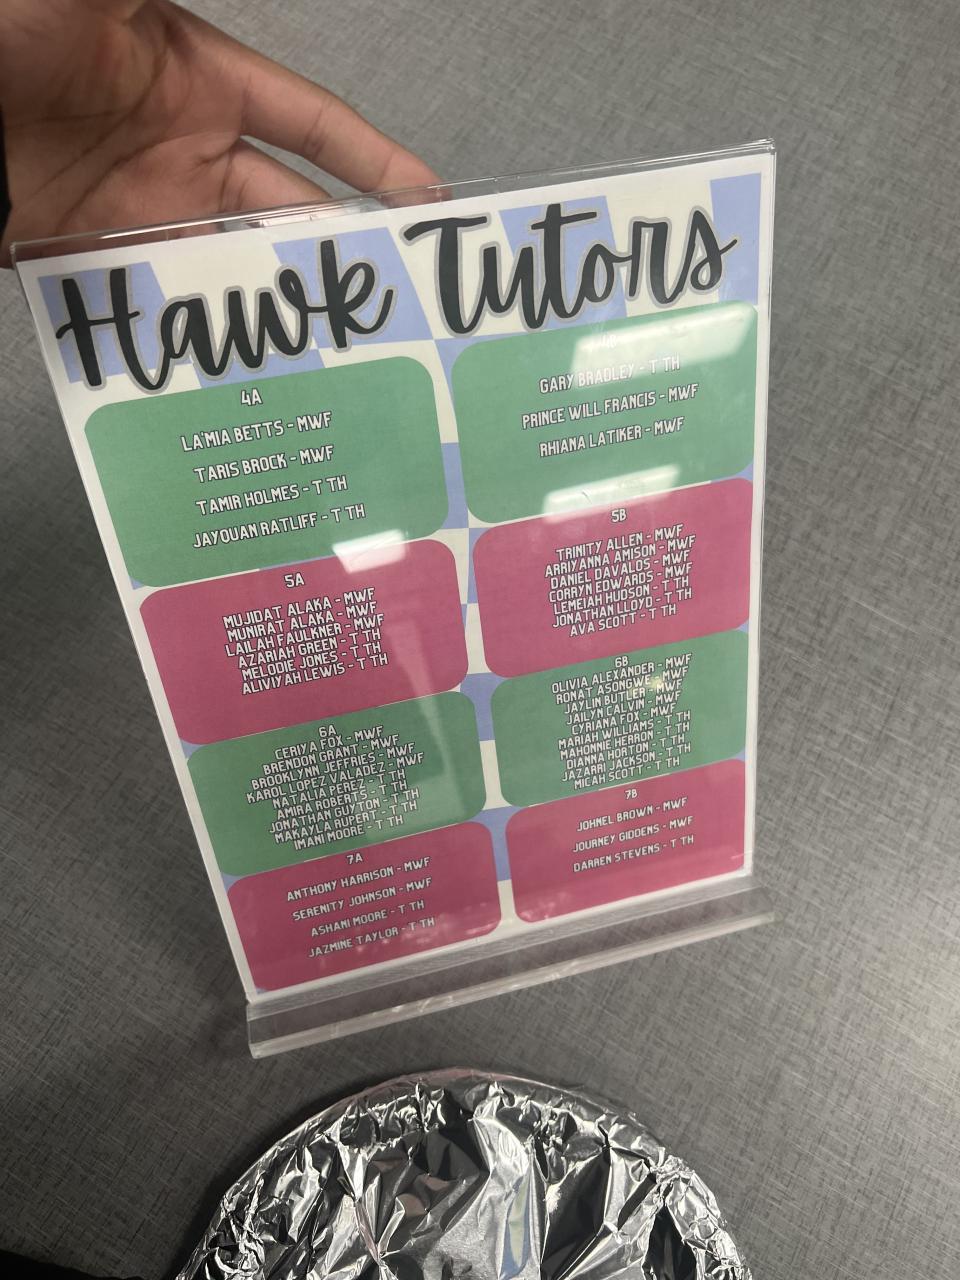 Hawk Tutors
4A
LA'MIA BETTS - MWF
TARIS BROCK - MWF
TAMIR HOLMES - T TH
JAYQUAN RATLIFF - T TH
4B
GARY BRADLEY - T TH
PRINCE WILL FRANCIS - MWF
RHIANA LATIKER - MWF
5A
MUJIDAT ALAKA - MWF
MUNIRAT ALAKA - MWF
LAILAH FAULKNER - MWF
AZARIAH GREEN - T TH
MELODIE JONES - T TH
ALIVIYAH LEWIS - T TH
5B
TRINITY ALLEN - MWF
ARRIYANNA AMISON - MWF
DANIEL DAVALOS - MWF
CORRYN EDWARDS - MWF
LEMEIAH HUDSON - T TH
JONATHAN LLOYD - T TH
AVA SCOTT - T TH
6A
CERIYA FOX - MWF
BRENDON GRANT - MWF
BROOKLYNN JEFFRIES - MWF
KAROL LOPEZ VALADEZ - MWF
NATALIA PEREZ - T TH
AMIRA ROBERTS - T TH
JONATHAN GUYTON - T TH
MAKAYLA RUPERT - T TH
IMANI MOORE - T TH
6B
OLIVIA ALEXANDER - MWF
RONAT ASONGWE - MWF
JAYLIN BUTLER - MWF
JAILYN CALVIN - MWF
CYRIANA FOX - MWF
MARIAH WILLIAMS - T TH
MAHONNIE HERRON - T TH
DIANNA HORTON - T TH
JAZARRI JACKSON - T TH
MICAH SCOTT - T TH
7A
ANTHONY HARRISON - MWF
SERENITY JOHNSON - MWF
ASHANI MOORE - T TH
JAZMINE TAYLOR - T TH
7B
JOHNEL BROWN - MWF
JOURNEY GIDDENS - MWF
DARREN STEVENS - T TH